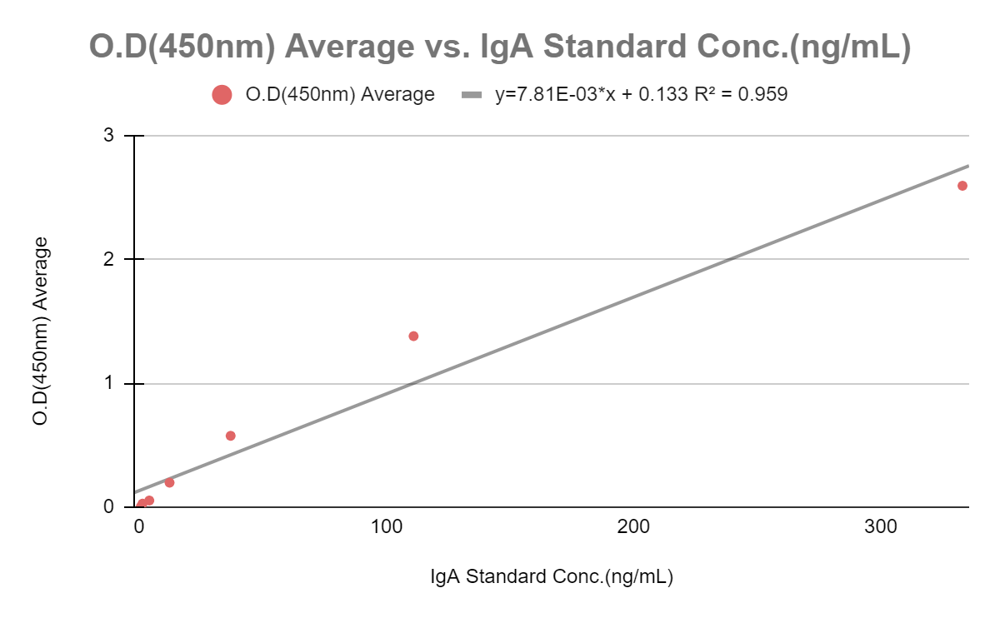 O.D(450nm) Average vs. IgA Standard Conc.(ng/mL)
O.D(450nm) Average
y=7.81E-03*x + 0.133 R² = 0.959
3
2
1
0
O.D(450nm) Average
0
100
200
300
IgA Standard Conc.(ng/mL)